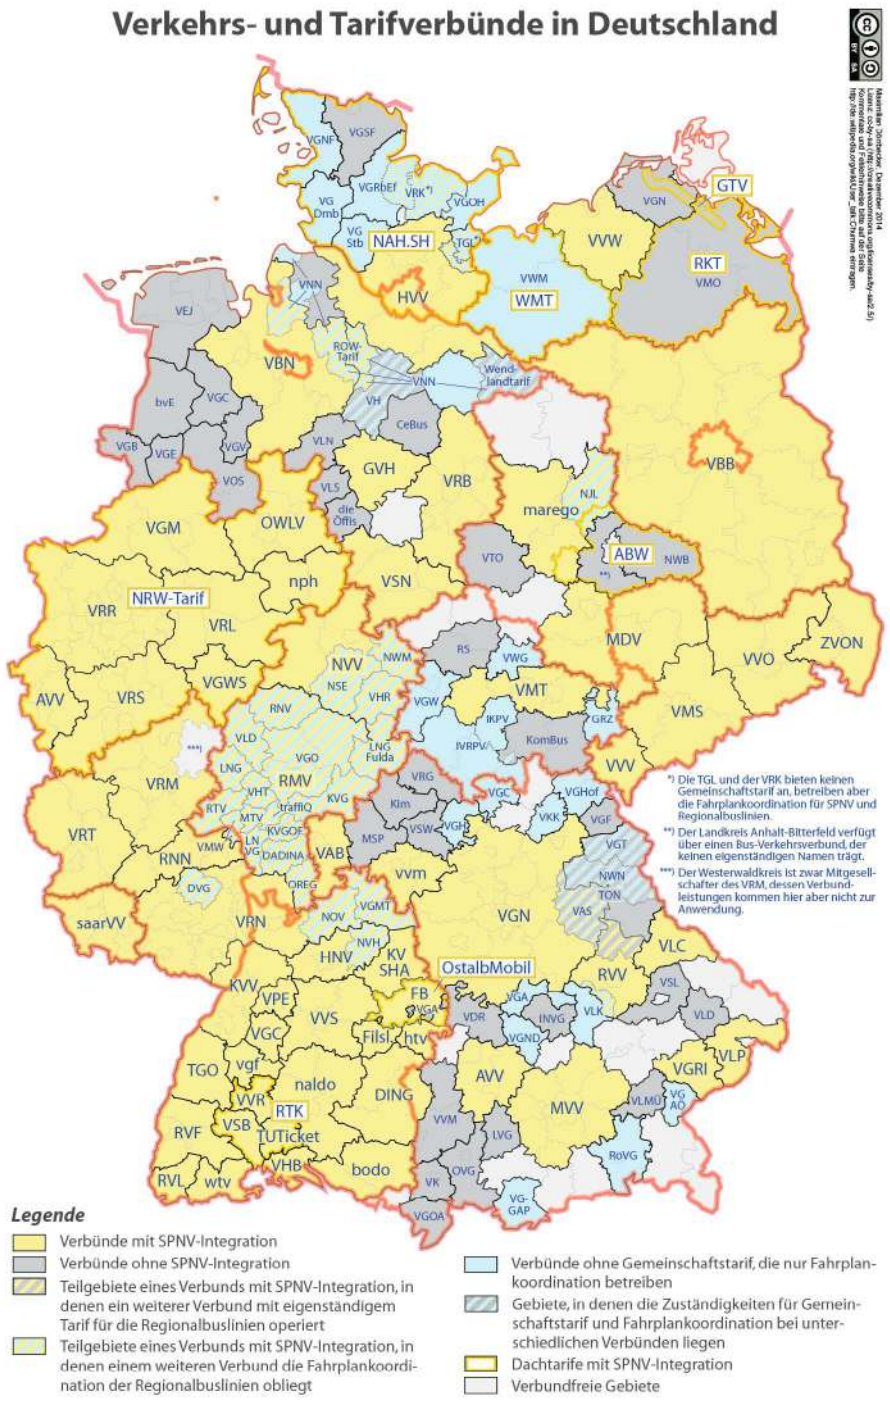 Verkehrs- und Tarifverbünde in Deutschland
cc
BY SA
Maximilian Dörrbecker, Dezember 2014
VGNF
VGSF
VGRbEf
VRK*)
VGOH
VG
Dmb
VG
Stb
NAH.SH
TGL
HVV
GTV
VGN
VVW
RKT
VMO
VWM
WMT
VEJ
VNN
VBN
ROW-
Tarif
VNN
Wend-
landtarif
VH
CeBus
bvE
VGC
VGB
VGE
VGV
VOS
VLN
VLS
die
Öffis
GVH
VRB
VBB
NJL
marego
ABW
NWB
**)
VTO
VGM
OWLV
nph
VSN
NRW-Tarif
VRR
VRL
AVV
VRS
VGWS
MDV
VVO
ZVON
VMS
VVV
NVV
NWM
NSE
VHR
RNV
RS
VWG
VGW
VMT
IKPV
GRZ
IVRPV
KomBus
***)
VLD
VGO
LNG
Fulda
LNG
RMV
VHT
RTV
MTV
traffiQ
KVG
KVGOF
VMW
LN
VG
DADINA
OREG
VRM
VRT
RNN
DVG
VRN
saarVV
VAB
VRG
Kim
MSP
VSW
VGH
VGC
VKK
VGHof
VGF
VGT
NWN
TON
VAS
vvm
VGN
VLC
RVV
NOV
VGMT
NVH
HNV
KV
SHA
OstalbMobil
FB
VGA
KVV
VPE
VVS
VGC
Filsl
htv
TGO
vgf
naldo
DING
VVR
RTK
VSB
TUTicket
RVF
RVL
wtv
VHB
bodo
VDR
VGA
INVG
VLK
VGND
VSL
VLD
AVV
VGRI
VLP
MVV
VLMÜ
VG
AÖ
VVM
LVG
RoVG
VK
OVG
VGOA
VG-
GAP
*) Die TGL und der VRK bieten keinen
Gemeinschaftstarif an, betreiben aber
die Fahrplankoordination für SPNV und
Regionalbuslinien.
**) Der Landkreis Anhalt-Bitterfeld verfügt
über einen Bus-Verkehrsverbund, der
keinen eigenständigen Namen trägt.
***) Der Westerwaldkreis ist zwar Mitgesell-
schafter des VRM, dessen Verbund-
leistungen kommen hier aber nicht zur
Anwendung.
Legende
Verbünde mit SPNV-Integration
Verbünde ohne SPNV-Integration
Teilgebiete eines Verbunds mit SPNV-Integration, in
denen ein weiterer Verbund mit eigenständigem
Tarif für die Regionalbuslinien operiert
Teilgebiete eines Verbunds mit SPNV-Integration, in
denen einem weiteren Verbund die Fahrplankoordi-
nation der Regionalbuslinien obliegt
Verbünde ohne Gemeinschaftstarif, die nur Fahrplan-
koordination betreiben
Gebiete, in denen die Zuständigkeiten für Gemein-
schaftstarif und Fahrplankoordination bei unter-
schiedlichen Verbünden liegen
Dachtarife mit SPNV-Integration
Verbundfreie Gebiete